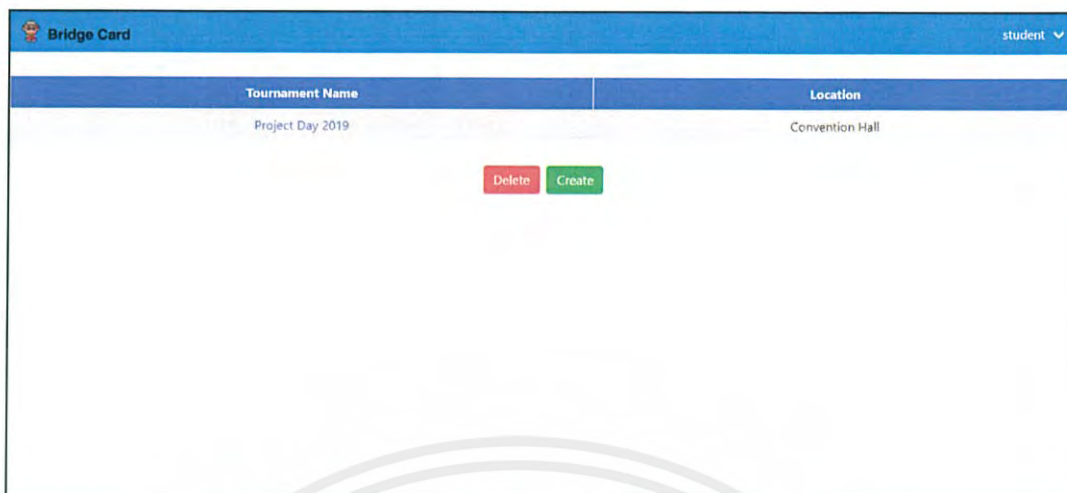 Bridge Card
student
Tournament Name Location
Project Day 2019 Convention Hall
Delete Create